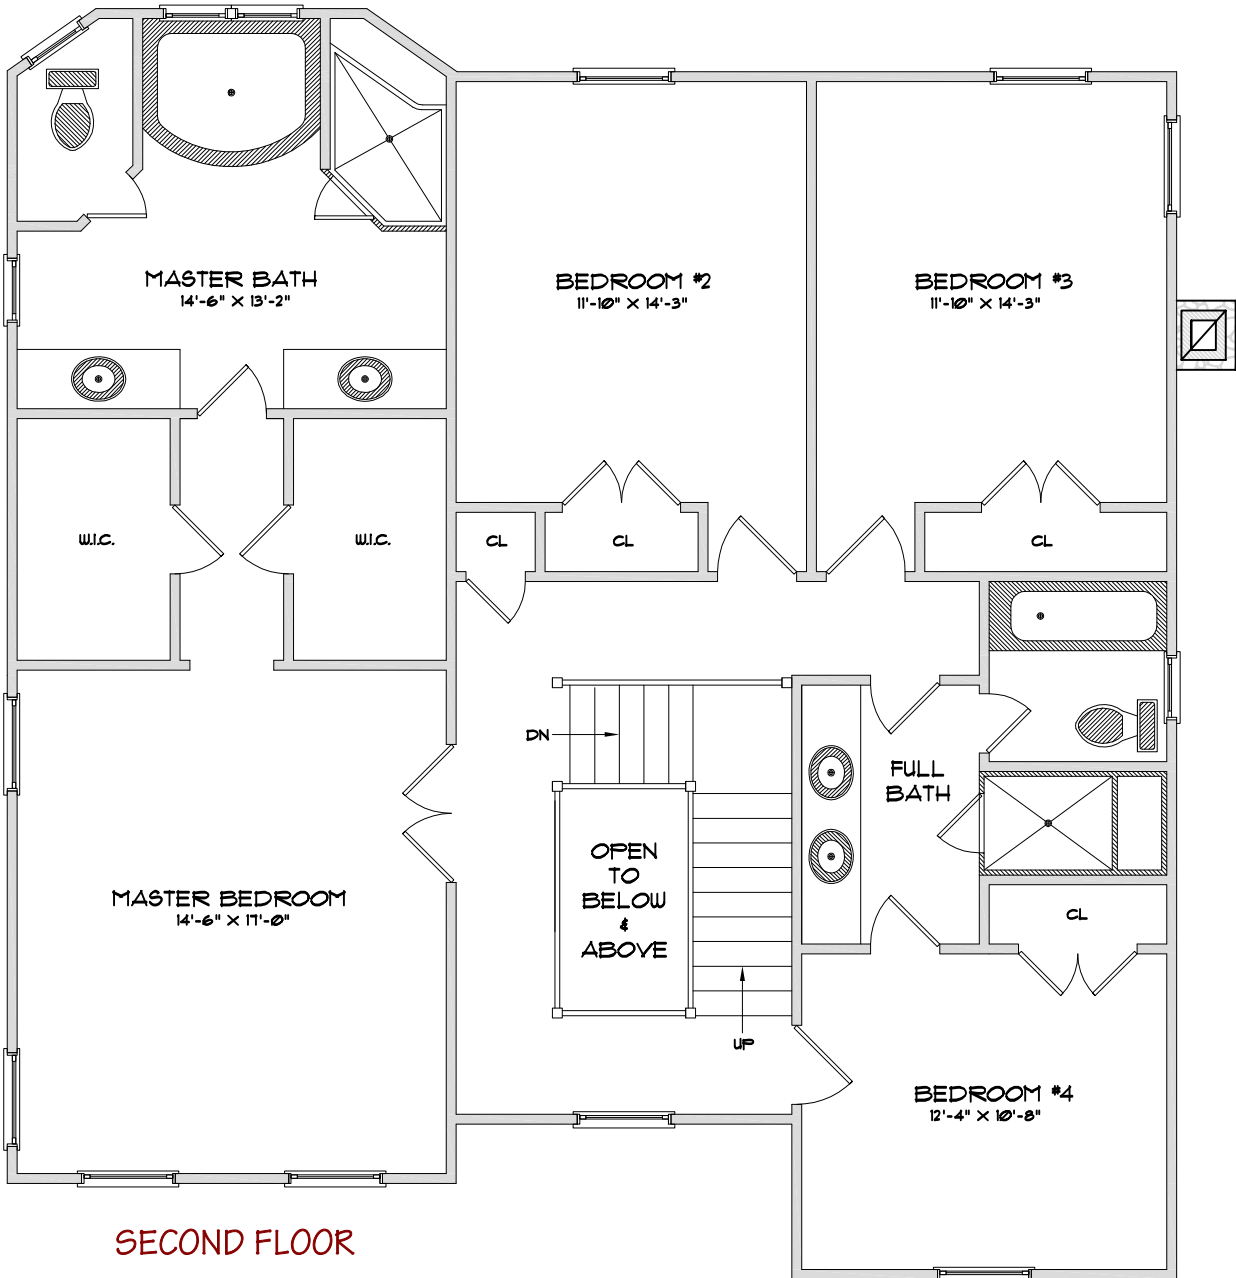 MASTER BATH
14'-6" X 13'-2"
BEDROOM #2
11'-10" X 14'-3"
BEDROOM #3
11'-10" X 14'-3"
W.I.C.
W.I.C.
CL
CL
CL
DN
FULL
BATH
OPEN
TO
BELOW
&
ABOVE
MASTER BEDROOM
14'-6" X 17'-0"
CL
UP
BEDROOM #4
12'-4" X 10'-8"
SECOND FLOOR